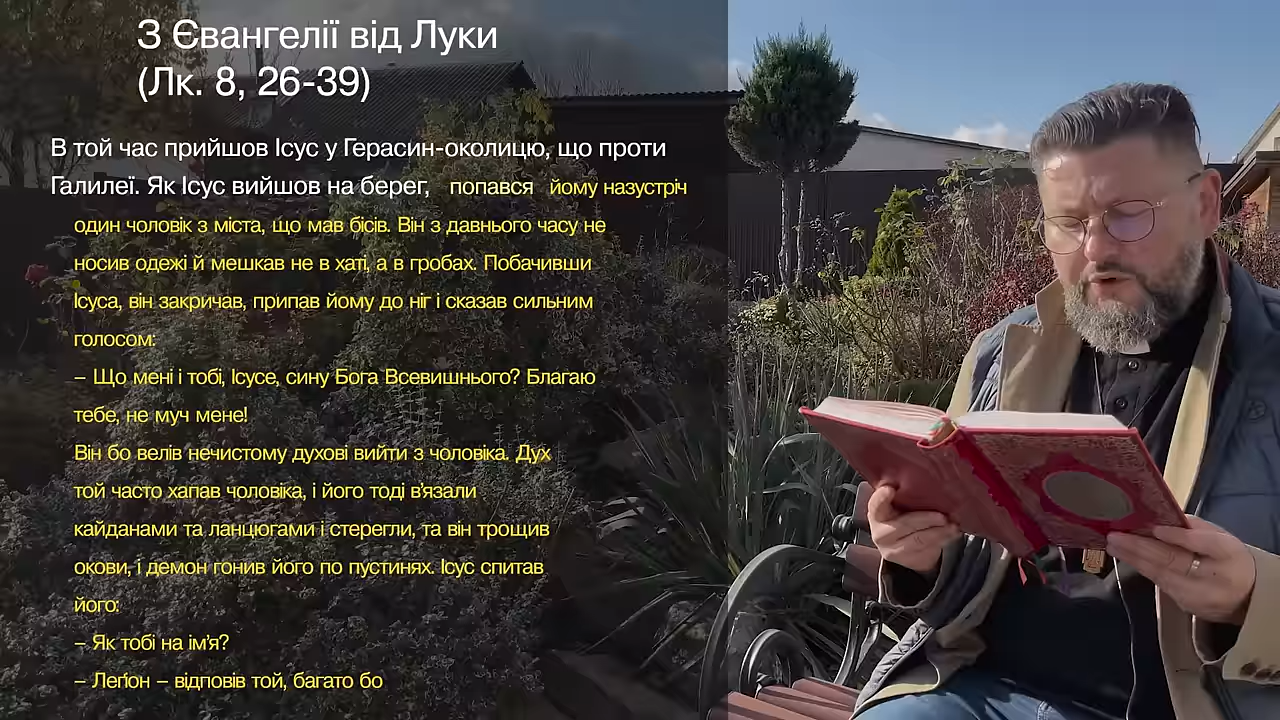 З Євангелії від Луки
(Лк. 8, 26-39)
В той час прийшов Ісус у Герасин-околицю, що проти
Галилеї. Як Ісус вийшов на берег, попався йому назустріч
один чоловік з міста, що мав бісів. Він з давнього часу не
носив одежі й мешкав не в хаті, а в гробах. Побачивши
Ісуса, він закричав, припав йому до ніг і сказав сильним
голосом:
– Що мені і тобі, Ісусе, сину Бога Всевишнього? Благаю
тебе, не муч мене!
Він бо велів нечистому духові вийти з чоловіка. Дух
той часто хапав чоловіка, і його тоді в'язали
кайданами та ланцюгами і стерегли, та він трощив
окови, і демон гонив його по пустинях. Ісус спитав
його:
– Як тобі на ім'я?
– Легіон – відповів той, багато бо